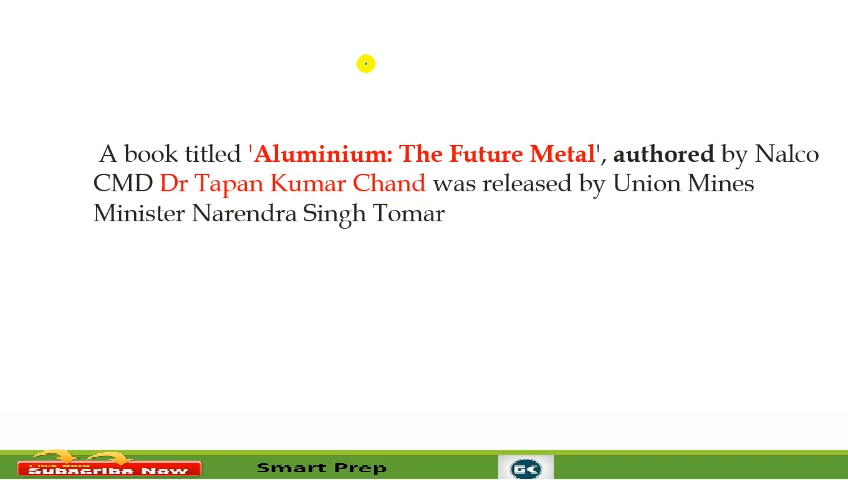 A book titled 'Aluminium: The Future Metal', authored by Nalco
CMD Dr Tapan Kumar Chand was released by Union Mines
Minister Narendra Singh Tomar
Subscribe Now
Smart Prep
GK